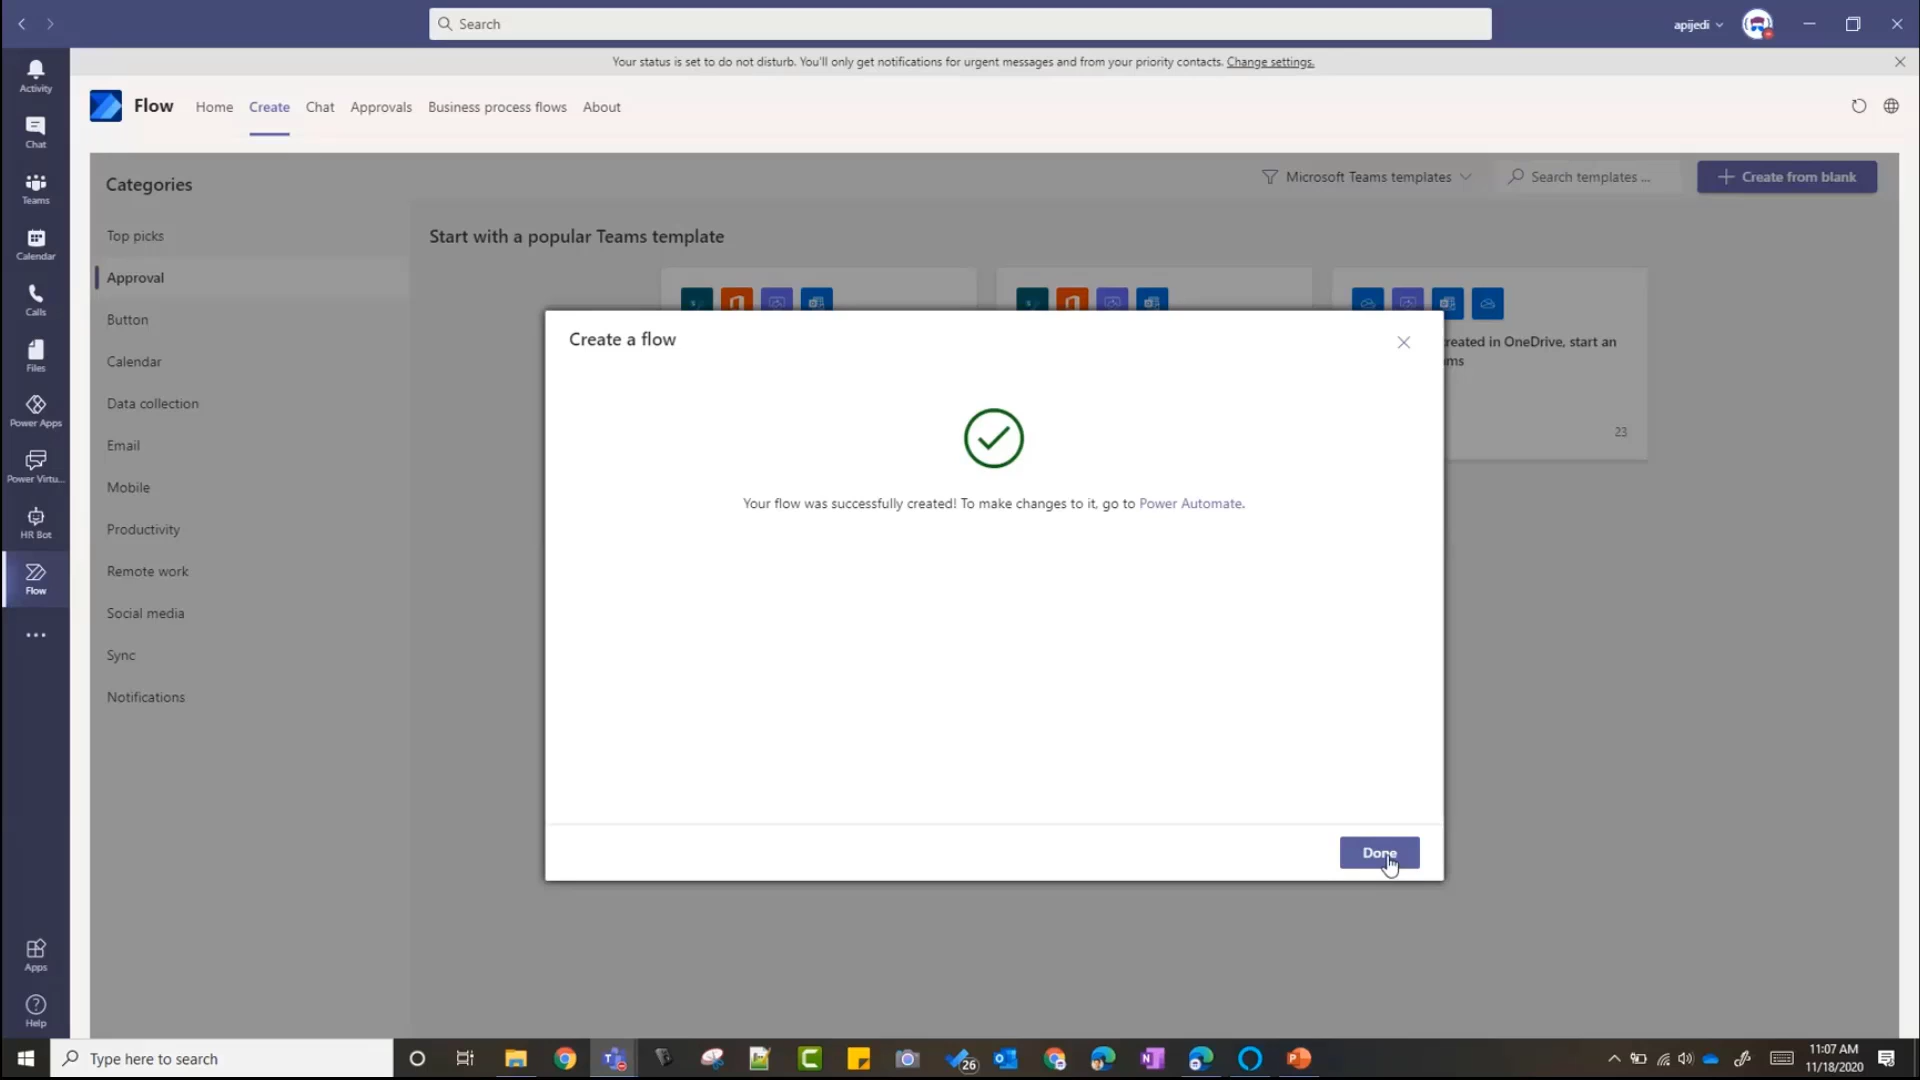 Search
apijedi
Your status is set to do not disturb. You'll only get notifications for urgent messages and from your priority contacts. Change settings.
Activity
Chat
Teams
Calendar
Calls
Files
Power Apps
Power Virtu...
HR Bot
Flow
Apps
Help
Flow
Home
Create
Chat
Approvals
Business process flows
About
Categories
Top picks
Approval
Button
Calendar
Data collection
Email
Mobile
Productivity
Remote work
Social media
Sync
Notifications
Microsoft Teams templates
Search templates ...
Create from blank
Start with a popular Teams template
created in OneDrive, start an
ms
23
Create a flow
Your flow was successfully created! To make changes to it, go to Power Automate.
Done
Type here to search
26
11:07 AM
11/18/2020